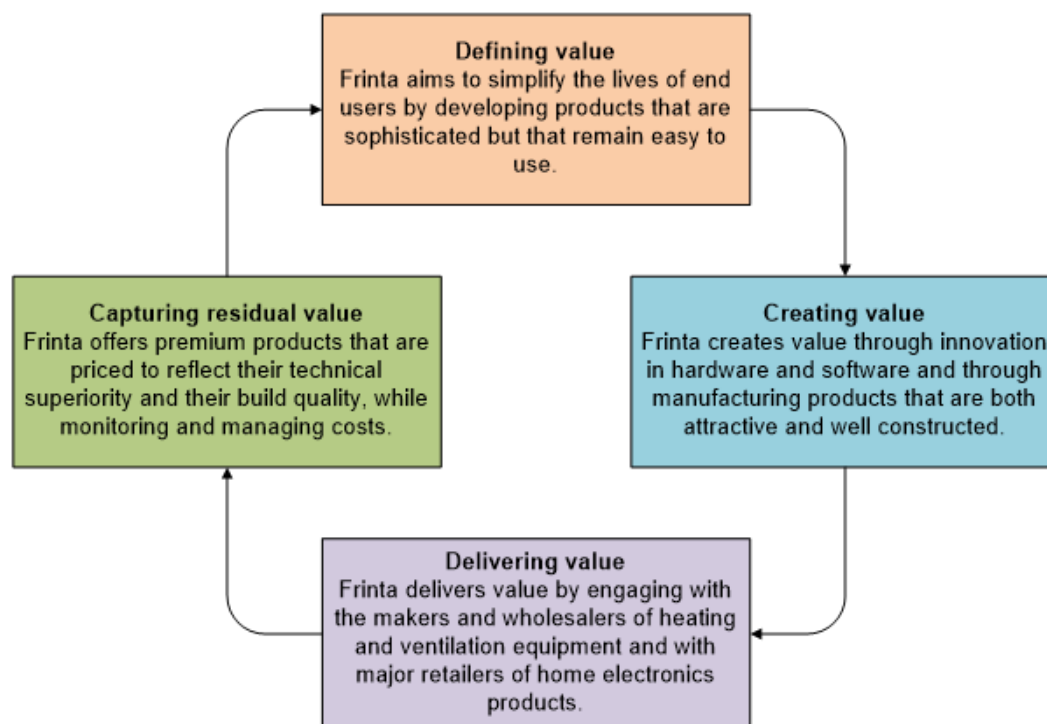 Defining value
Frinta aims to simplify the lives of end
users by developing products that are
sophisticated but that remain easy to
use.
Capturing residual value
Frinta offers premium products that are
priced to reflect their technical
superiority and their build quality, while
monitoring and managing costs.
Creating value
Frinta creates value through innovation
in hardware and software and through
manufacturing products that are both
attractive and well constructed.
Delivering value
Frinta delivers value by engaging with
the makers and wholesalers of heating
and ventilation equipment and with
major retailers of home electronics
products.